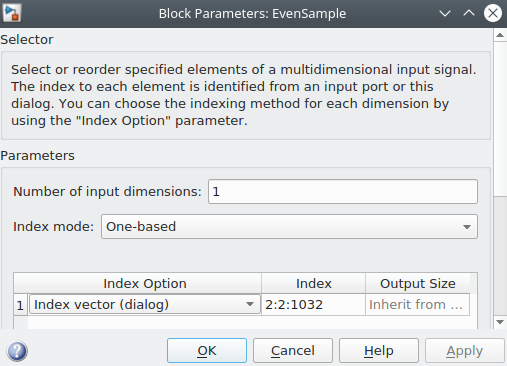 Block Parameters: EvenSample
Selector
Select or reorder specified elements of a multidimensional input signal.
The index to each element is identified from an input port or this
dialog. You can choose the indexing method for each dimension by
using the "Index Option" parameter.
Parameters
Number of input dimensions: 1
Index mode: One-based
Index Option Index Output Size
1 Index vector (dialog) 2:2:1032 Inherit from ...
? OK Cancel Help Apply